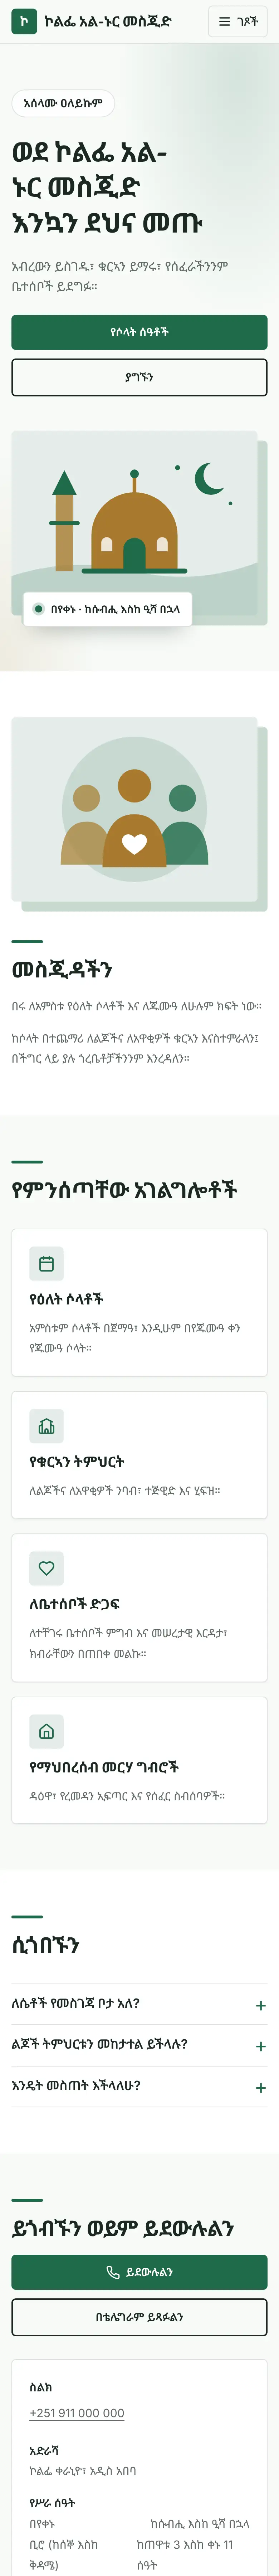 ኮ ኮልፌ አል-ኑር መስጂድ
ገጾች
አሰላሙ ዐለይኩም
ወደ ኮልፌ አል-
ኑር መስጂድ
እንኳን ደህና መጡ
አብረውን ይስገዱ፣ ቁርኣን ይማሩ፣ የሰፈራችንንም
ቤተሰቦች ይደግፉ።
የሶላት ሰዓቶች
ያግኙን
በየቀኑ · ከሱብሒ እስከ ዒሻ በኋላ
መስጂዳችን
በሩ ለአምስቱ የዕለት ሶላቶች እና ለጁሙዓ ለሁሉም ክፍት ነው።
ከሶላት በተጨማሪ ለልጆችና ለአዋቂዎች ቁርኣን እናስተምራለን፤
በችግር ላይ ያሉ ጎረቤቶቻችንንም እንረዳለን።
የምንሰጣቸው አገልግሎቶች
የዕለት ሶላቶች
አምስቱም ሶላቶች በጀማዓ፣ እንዲሁም በየጁሙዓ ቀን
የጁሙዓ ሶላት።
የቁርኣን ትምህርት
ለልጆችና ለአዋቂዎች ንባብ፣ ተጅዊድ እና ሂፍዝ።
ለቤተሰቦች ድጋፍ
ለተቸገሩ ቤተሰቦች ምግብ እና መሠረታዊ እርዳታ፣
ክብራቸውን በጠበቀ መልኩ።
የማህበረሰብ መርሃ ግብሮች
ዳዕዋ፣ የረመዳን ኢፍጣር እና የሰፈር ስብሰባዎች።
ሲጎበኙን
ለሴቶች የመስገጃ ቦታ አለ?
ልጆች ትምህርቱን መከታተል ይችላሉ?
እንዴት መስጠት እችላለሁ?
ይጎብኙን ወይም ይደውሉልን
ይደውሉልን
በቴሌግራም ይጻፉልን
ስልክ
+251 911 000 000
አድራሻ
ኮልፌ ቀራኒዮ፣ አዲስ አበባ
የሥራ ሰዓት
በየቀኑ ከሱብሒ እስከ ዒሻ በኋላ
ቢሮ (ከሰኞ እስከ ከጠዋቱ 3 እስከ ቀኑ 11
ቅዳሜ) ሰዓት